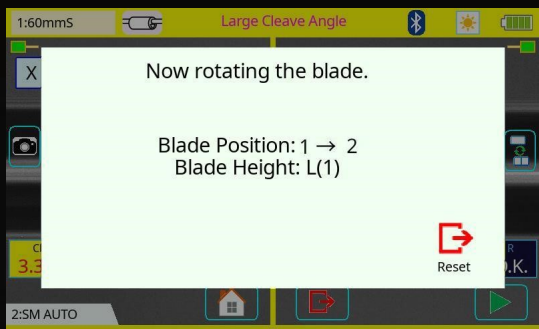 1:60mmS
Large Cleave Angle
X
Now rotating the blade.
Blade Position: 1 → 2
Blade Height: L(1)
Reset
3.3
R
.K.
2:SM AUTO